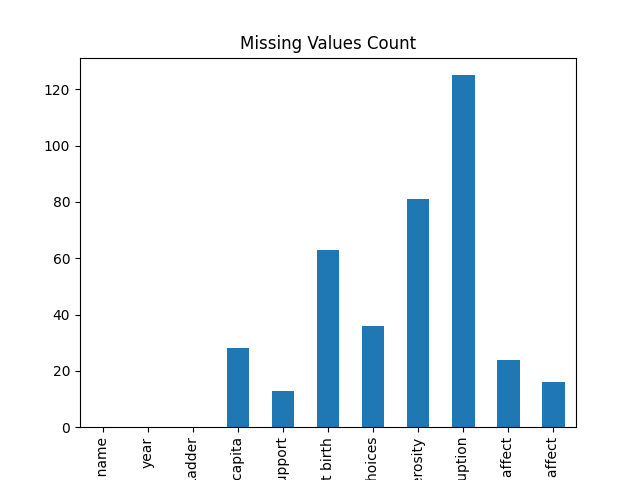 Missing Values Count
120
100
80
60
40
20
0
name
year
adder
capita
upport
t birth
hoices
erosity
uption
affect
affect